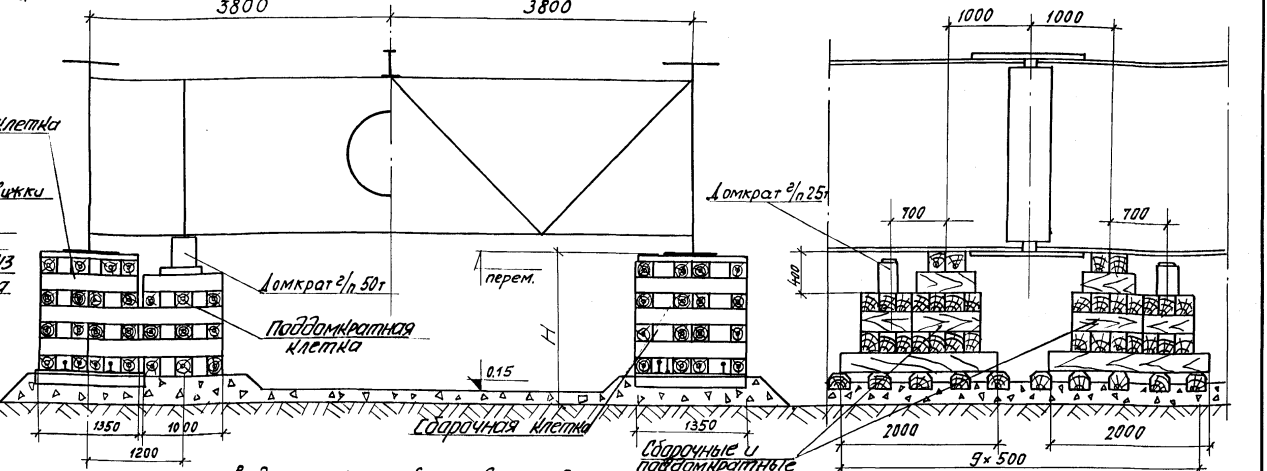 3800
3800
1000
1000
клетка
Домкрат г/п 25т
700
700
400
перем.
Домкрат г/п 50т
Поддомкратная
клетка
H
0.15
1350
1000
1350
Сборочная клетка
2000
2000
1200
Сборочные и
поддомкратные
9×500